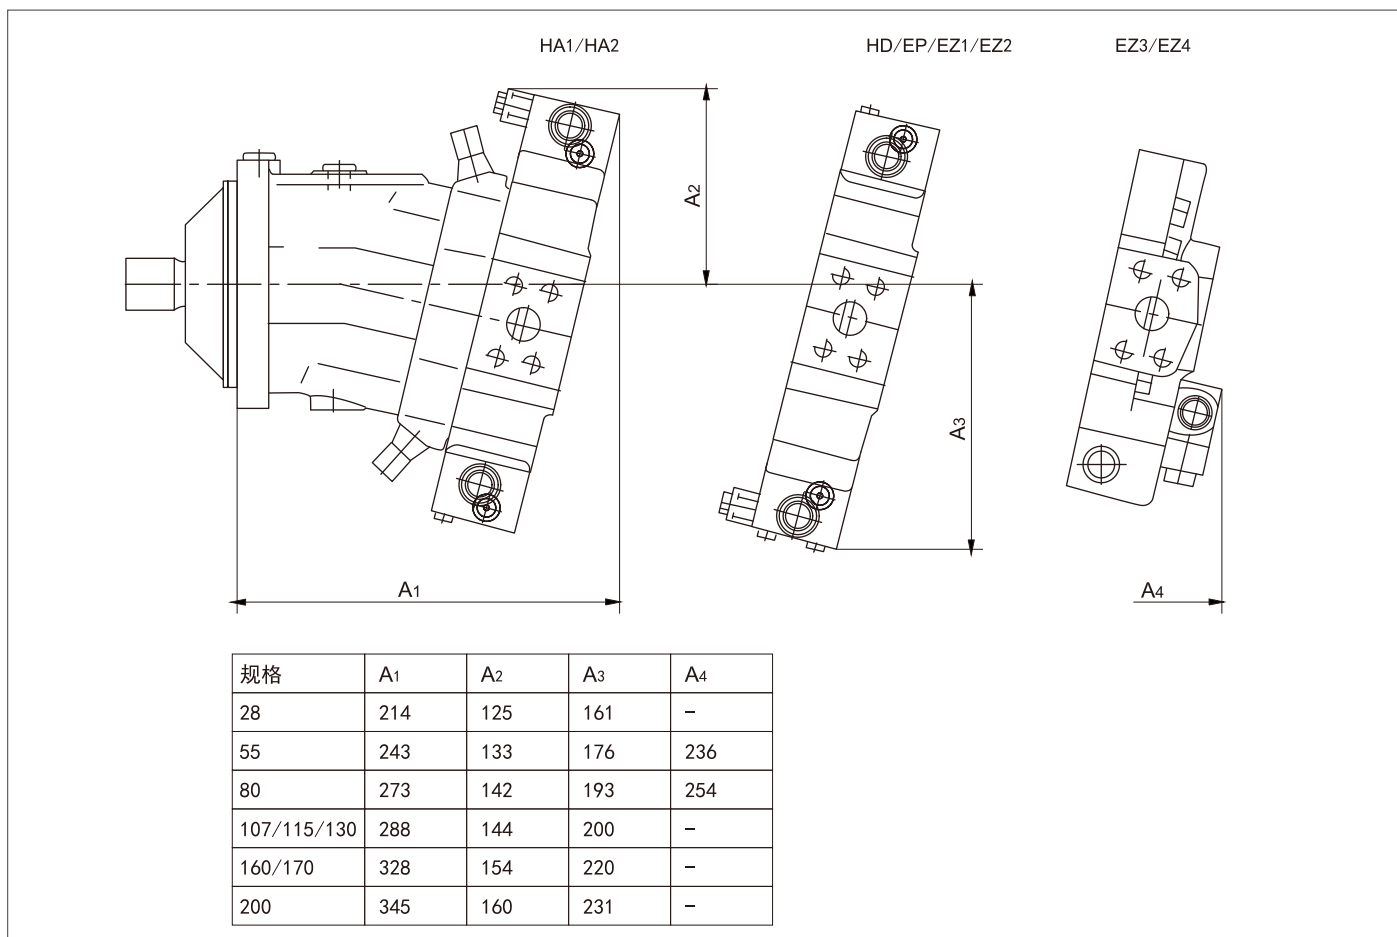 HA1/HA2 HD/EP/EZ1/EZ2 EZ3/EZ4
A2
A3
A1 A4
规格 A1 A2 A3 A4
28 214 125 161 -
55 243 133 176 236
80 273 142 193 254
107/115/130 288 144 200 -
160/170 328 154 220 -
200 345 160 231 -